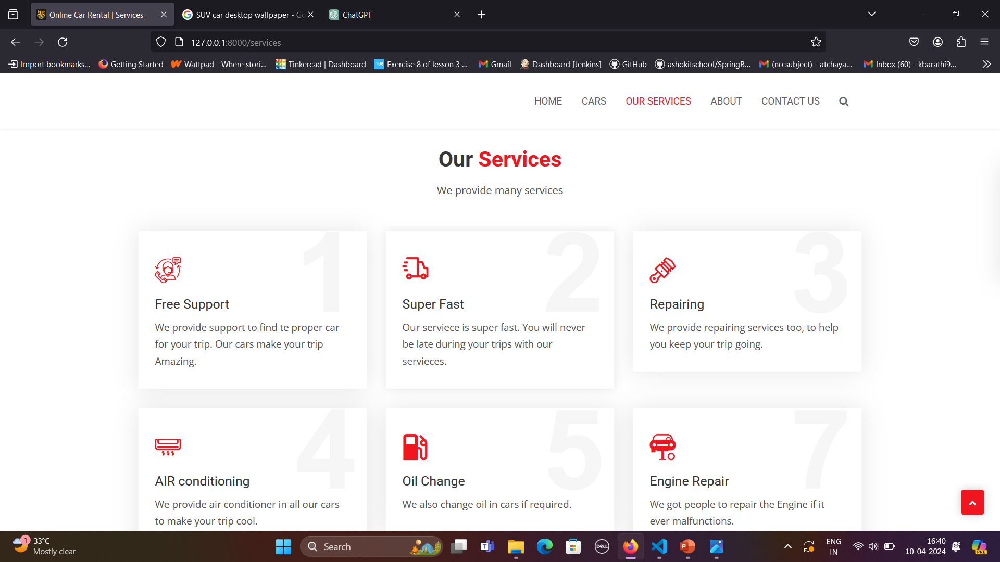 Online Car Rental | Services
SUV car desktop wallpaper - Go
ChatGPT
127.0.0.1:8000/services
Import bookmarks...
Getting Started
Wattpad - Where stori...
Tinkercad | Dashboard
Exercise 8 of lesson 3 ...
Gmail
Dashboard [Jenkins]
GitHub
ashokitschool/SpringB...
(no subject) - atchaya...
Inbox (60) - kbarathi9...
HOME
CARS
OUR SERVICES
ABOUT
CONTACT US
Our Services
We provide many services
1
Free Support
We provide support to find te proper car
for your trip. Our cars make your trip
Amazing.
2
Super Fast
Our serviece is super fast. You will never
be late during your trips with our
servieces.
3
Repairing
We provide repairing services too, to help
you keep your trip going.
4
AIR conditioning
We provide air conditioner in all our cars
to make your trip cool.
5
Oil Change
We also change oil in cars if required.
7
Engine Repair
We got people to repair the Engine if it
ever malfunctions.
1
33°C
Mostly clear
Search
DELL
ENG
IN
16:40
10-04-2024
PRE